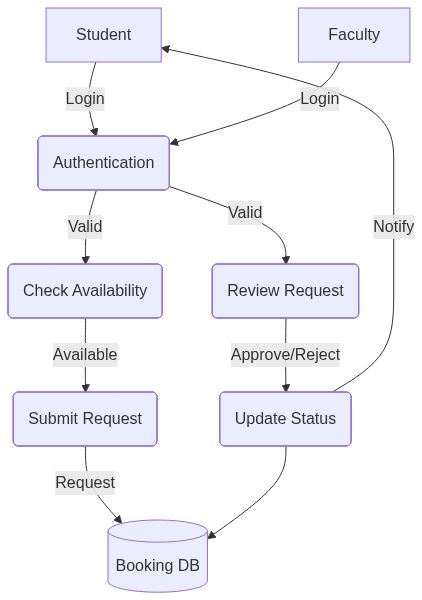 Student
Faculty
Login
Login
Authentication
Valid
Valid
Notify
Check Availability
Review Request
Available
Approve/Reject
Submit Request
Update Status
Request
Booking DB